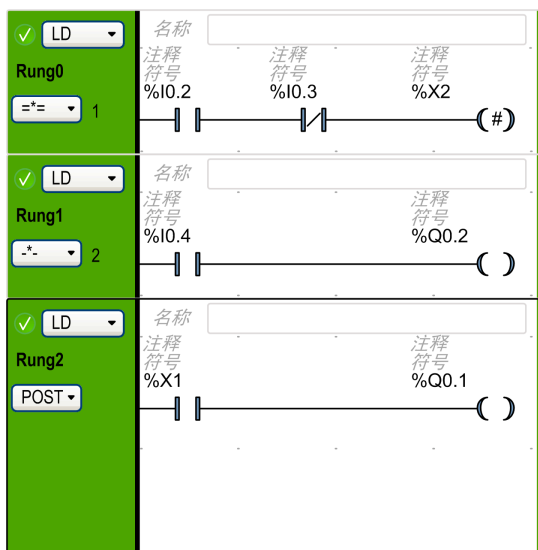 LD 名称
注释 注释 注释
Rung0 符号 符号 符号
%I0.2 %I0.3 %X2
=*= 1 (#)
LD 名称
注释 注释
Rung1 符号 符号
%I0.4 %Q0.2
-*- 2 ( )
LD 名称
注释 注释
Rung2 符号 符号
%X1 %Q0.1
POST ( )